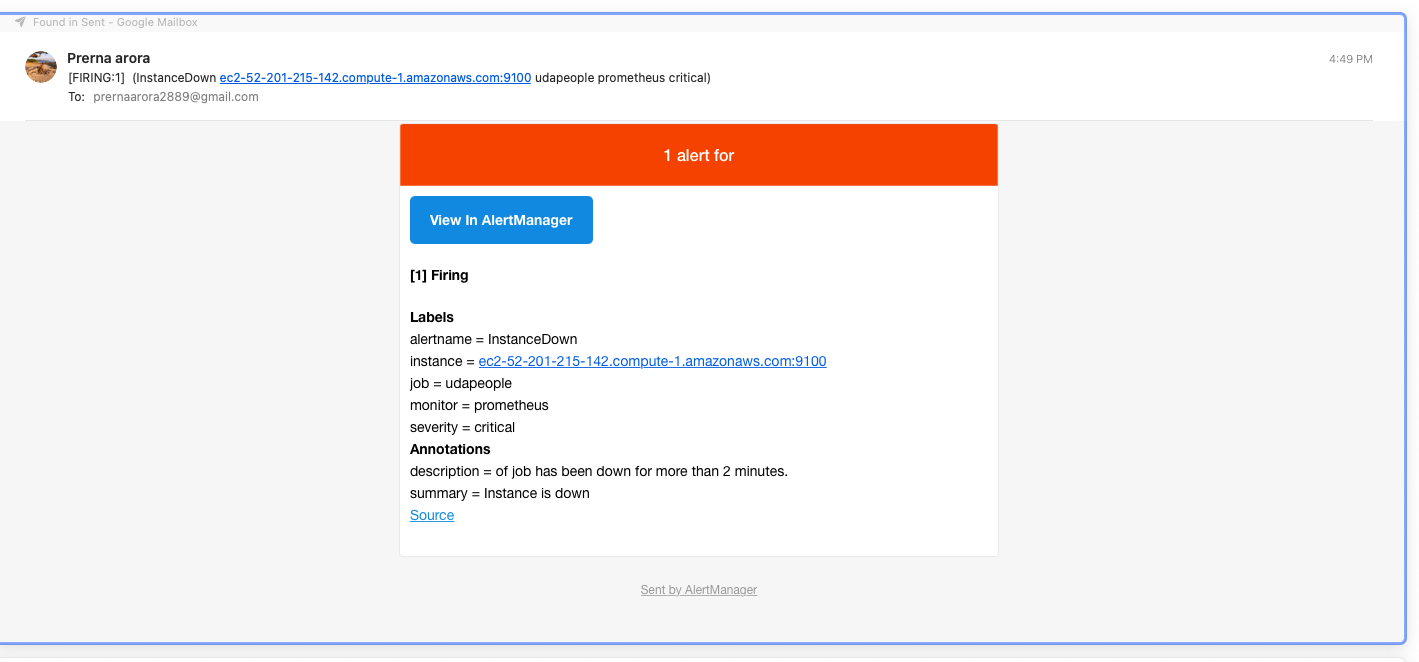 Found in Sent - Google Mailbox
Prerna arora
4:49 PM
[FIRING:1] (InstanceDown ec2-52-201-215-142.compute-1.amazonaws.com:9100 udapeople prometheus critical)
To: prernaarora2889@gmail.com
1 alert for
View In AlertManager
[1] Firing
Labels
alertname = InstanceDown
instance = ec2-52-201-215-142.compute-1.amazonaws.com:9100
job = udapeople
monitor = prometheus
severity = critical
Annotations
description = of job has been down for more than 2 minutes.
summary = Instance is down
Source
Sent by AlertManager